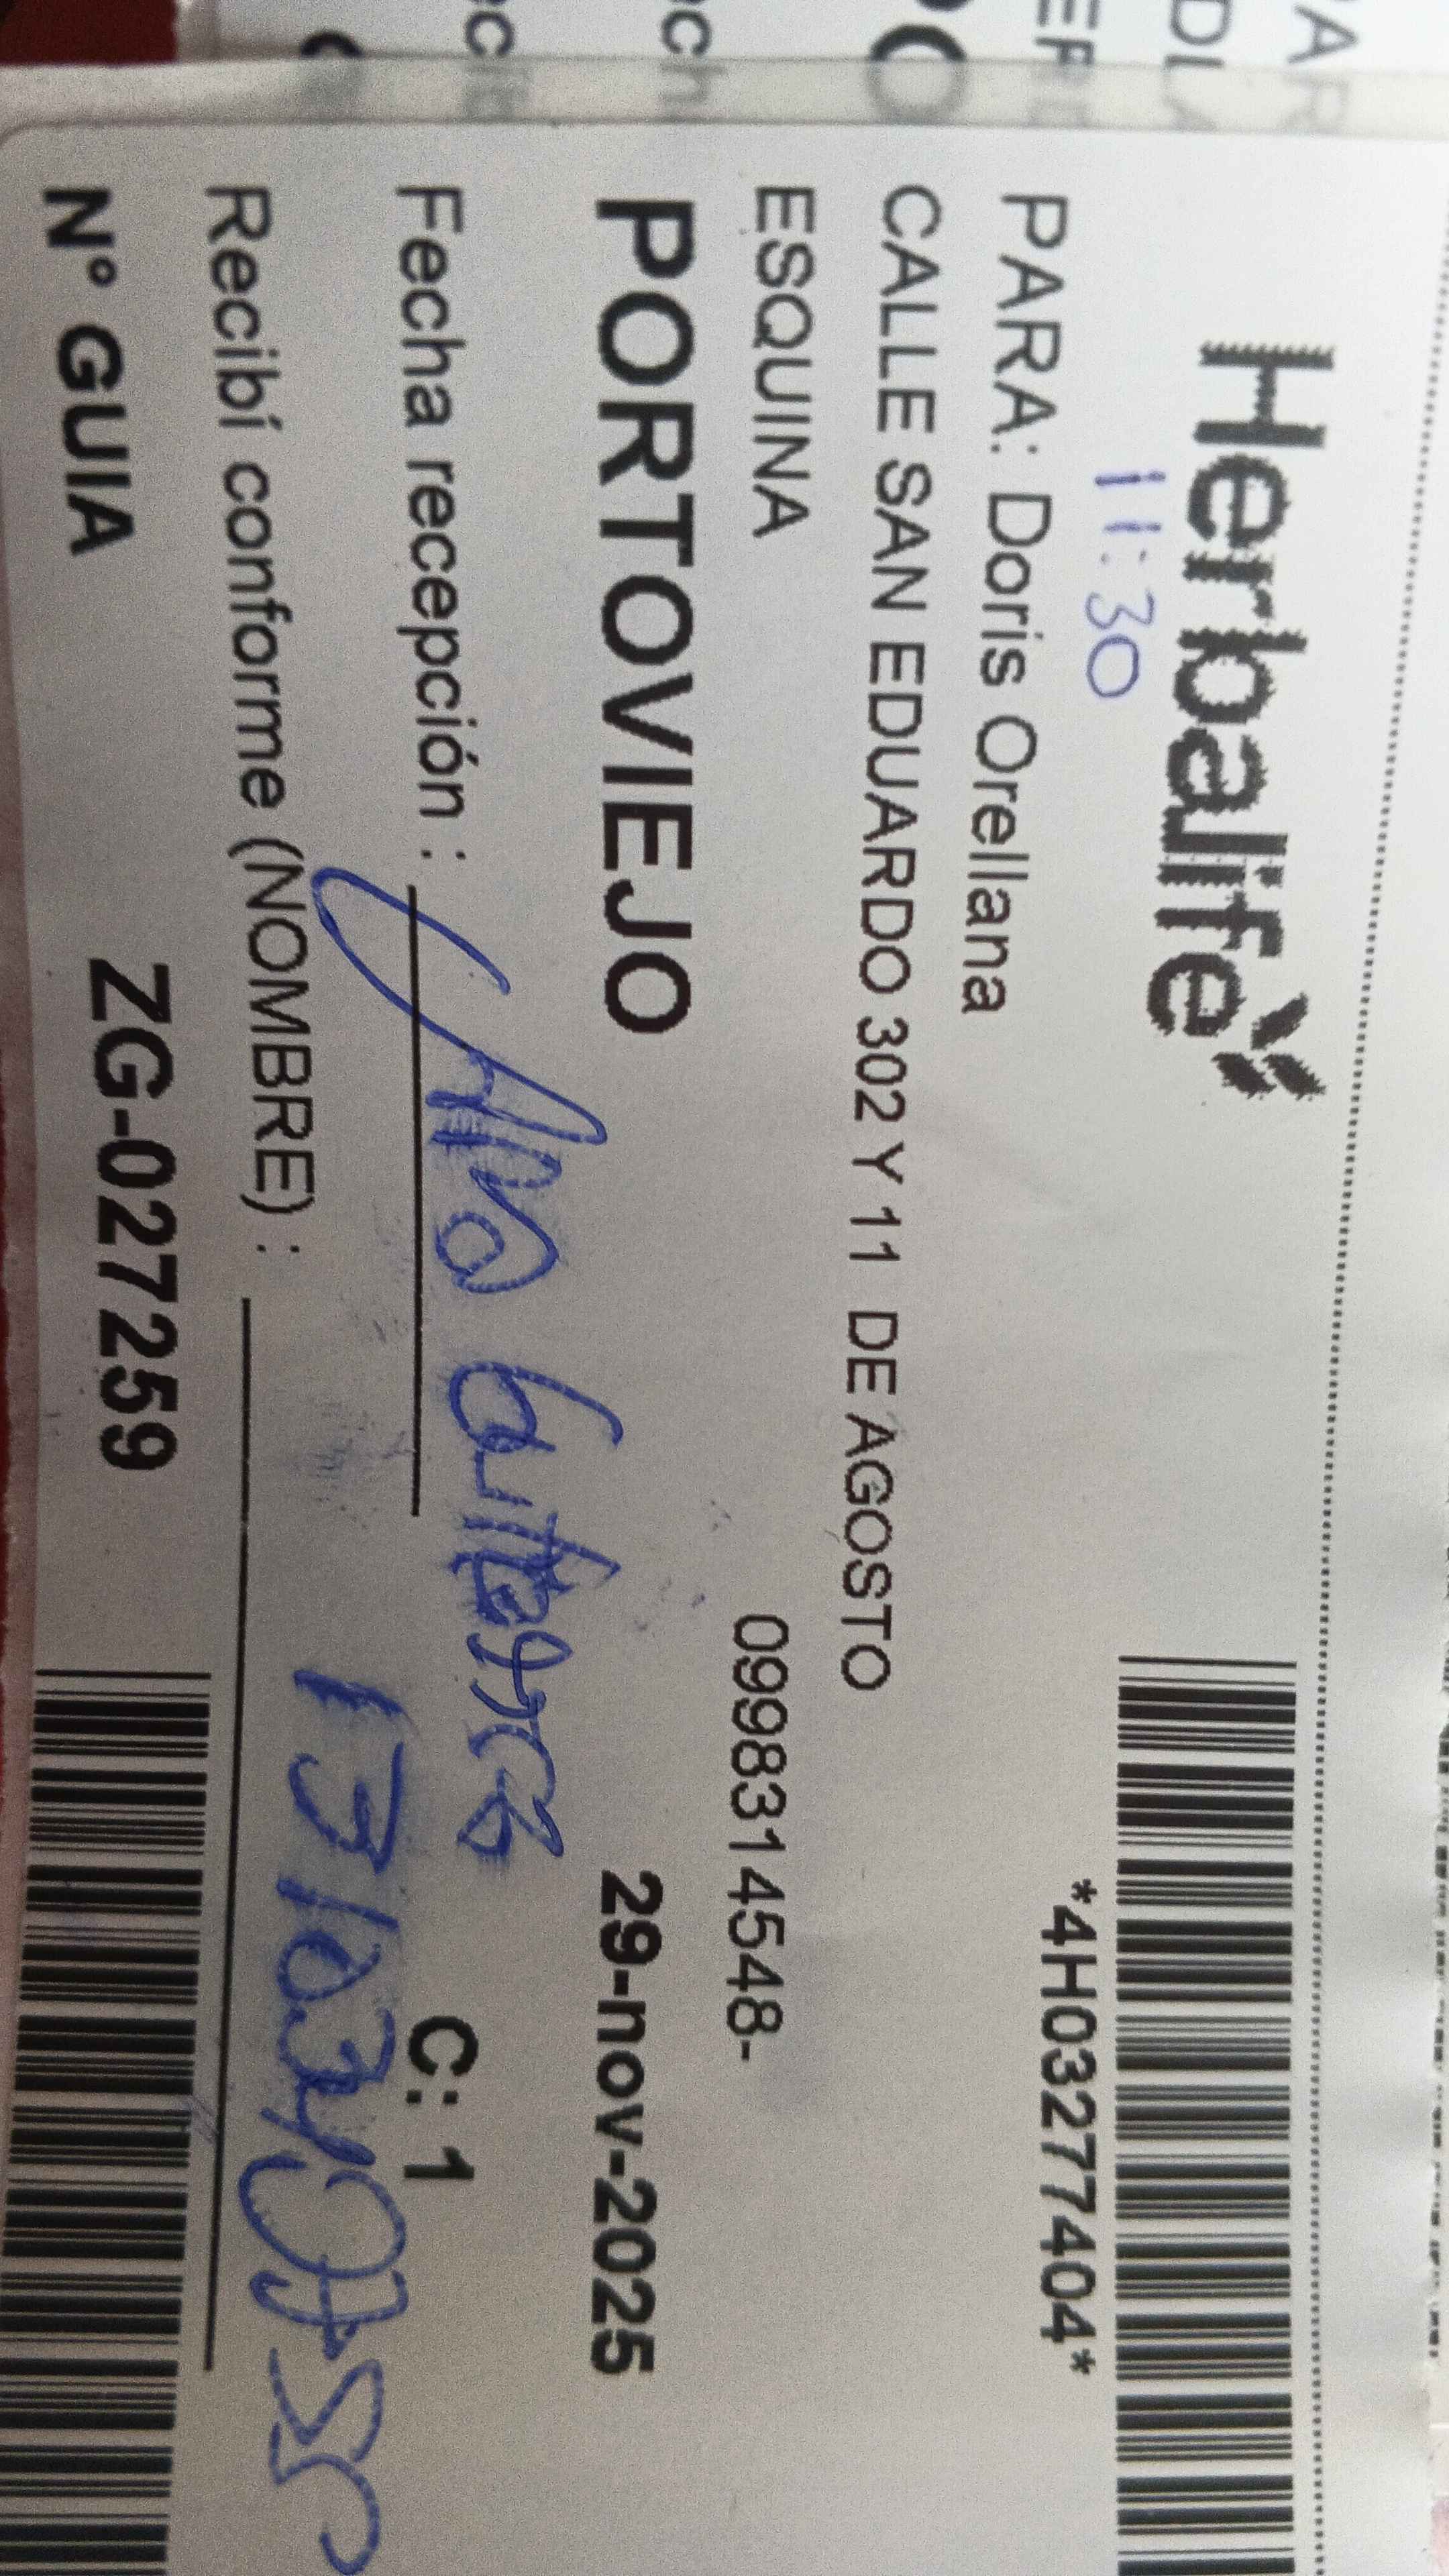 Herbalife
*4H03277404*
11:30
PARA: Doris Orellana
CALLE SAN EDUARDO 302 Y 11 DE AGOSTO
ESQUINA
0998314548-
PORTOVIEJO
29-nov-2025
Fecha recepción :
C: 1
Recibí conforme (NOMBRE) :
N° GUIA
ZG-027259